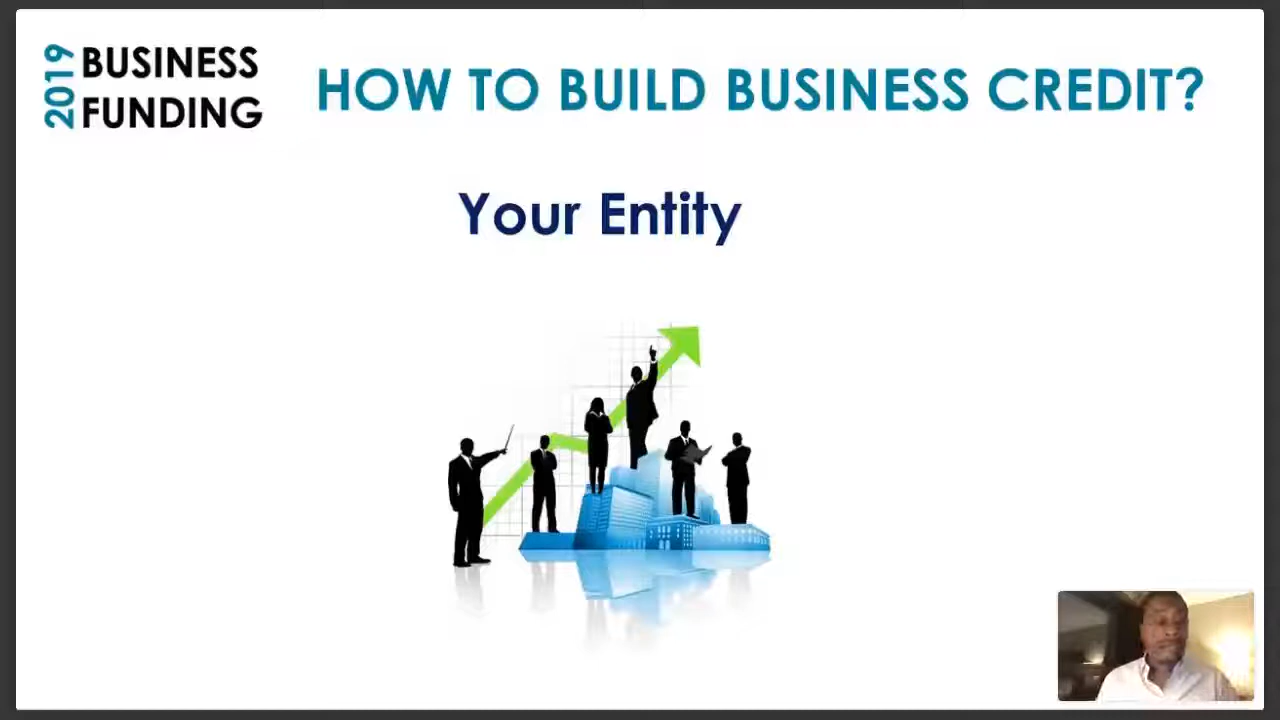 2019
BUSINESS
FUNDING
HOW TO BUILD BUSINESS CREDIT?
Your Entity